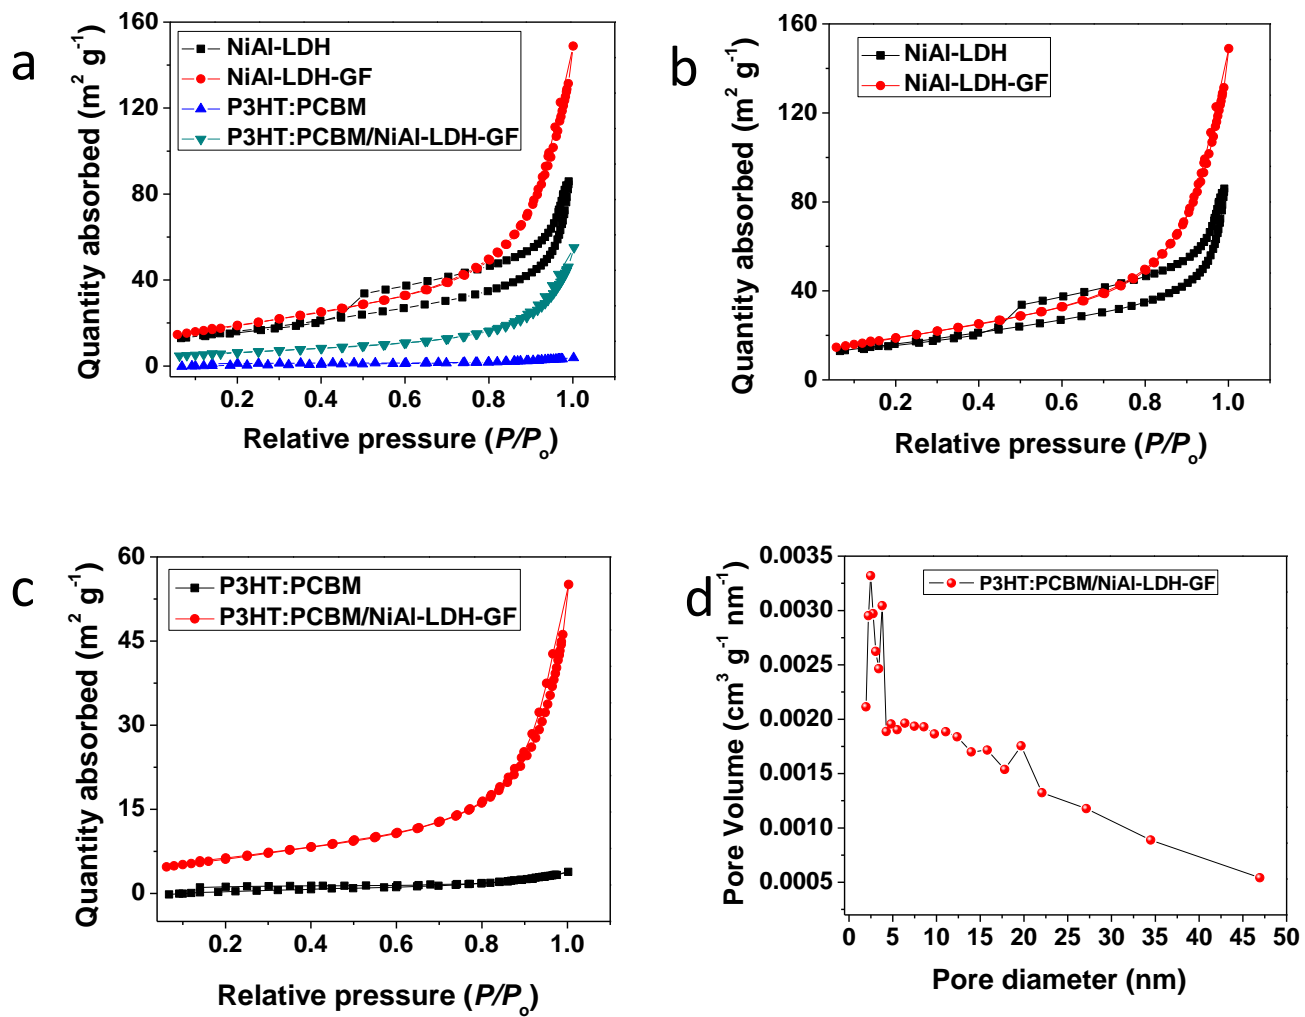 a
160
120
80
40
0
Quantity absorbed (m² g⁻¹)
NiAl-LDH
NiAl-LDH-GF
P3HT:PCBM
P3HT:PCBM/NiAl-LDH-GF
0.2 0.4 0.6 0.8 1.0
Relative pressure (P/Pₒ)
b
160
120
80
40
0
Quantity absorbed (m² g⁻¹)
NiAl-LDH
NiAl-LDH-GF
0.2 0.4 0.6 0.8 1.0
Relative pressure (P/Pₒ)
c
60
45
30
15
0
Quantity absorbed (m² g⁻¹)
P3HT:PCBM
P3HT:PCBM/NiAl-LDH-GF
0.2 0.4 0.6 0.8 1.0
Relative pressure (P/Pₒ)
d
0.0035
0.0030
0.0025
0.0020
0.0015
0.0010
0.0005
Pore Volume (cm³ g⁻¹ nm⁻¹)
P3HT:PCBM/NiAl-LDH-GF
0 5 10 15 20 25 30 35 40 45 50
Pore diameter (nm)